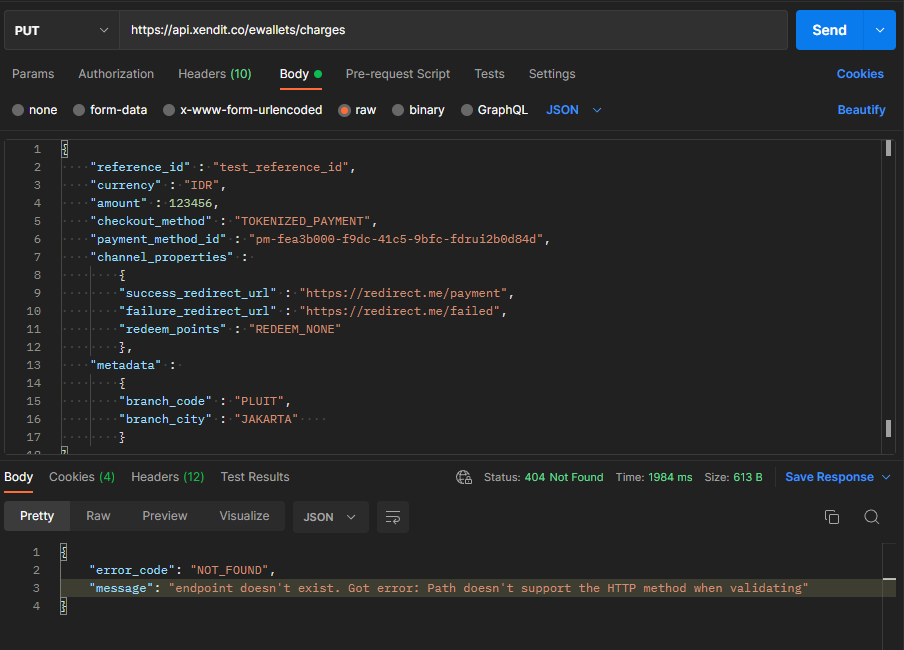 PUT https://api.xendit.co/ewallets/charges Send
Params Authorization Headers (10) Body Pre-request Script Tests Settings Cookies
none form-data x-www-form-urlencoded raw binary GraphQL JSON Beautify
1 {
2 "reference_id" : "test_reference_id",
3 "currency" : "IDR",
4 "amount" : 123456,
5 "checkout_method" : "TOKENIZED_PAYMENT",
6 "payment_method_id" : "pm-fea3b000-f9dc-41c5-9bfc-fdrui2b0d84d",
7 "channel_properties" :
8 {
9 "success_redirect_url" : "https://redirect.me/payment",
10 "failure_redirect_url" : "https://redirect.me/failed",
11 "redeem_points" : "REDEEM_NONE"
12 },
13 "metadata" :
14 {
15 "branch_code" : "PLUIT",
16 "branch_city" : "JAKARTA"
17 }
18 }
Body Cookies (4) Headers (12) Test Results Status: 404 Not Found Time: 1984 ms Size: 613 B Save Response
Pretty Raw Preview Visualize JSON
1 {
2 "error_code": "NOT_FOUND",
3 "message": "endpoint doesn't exist. Got error: Path doesn't support the HTTP method when validating"
4 }